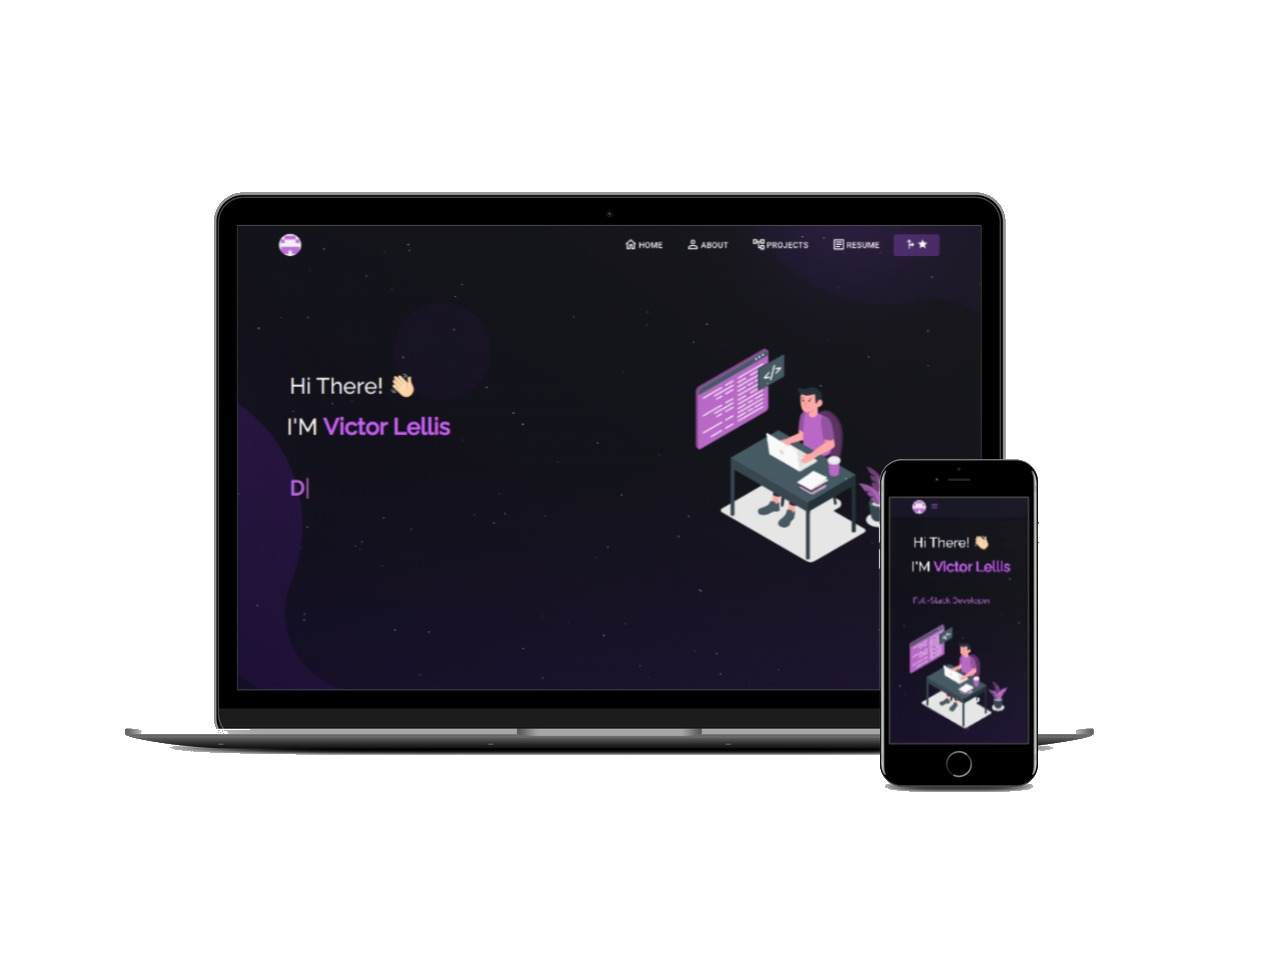 HOME ABOUT PROJECTS RESUME
Hi There! 👋🏻
I'M Victor Lellis
D|
</>
Hi There! 👋🏻
I'M Victor Lellis
Full-Stack Developer